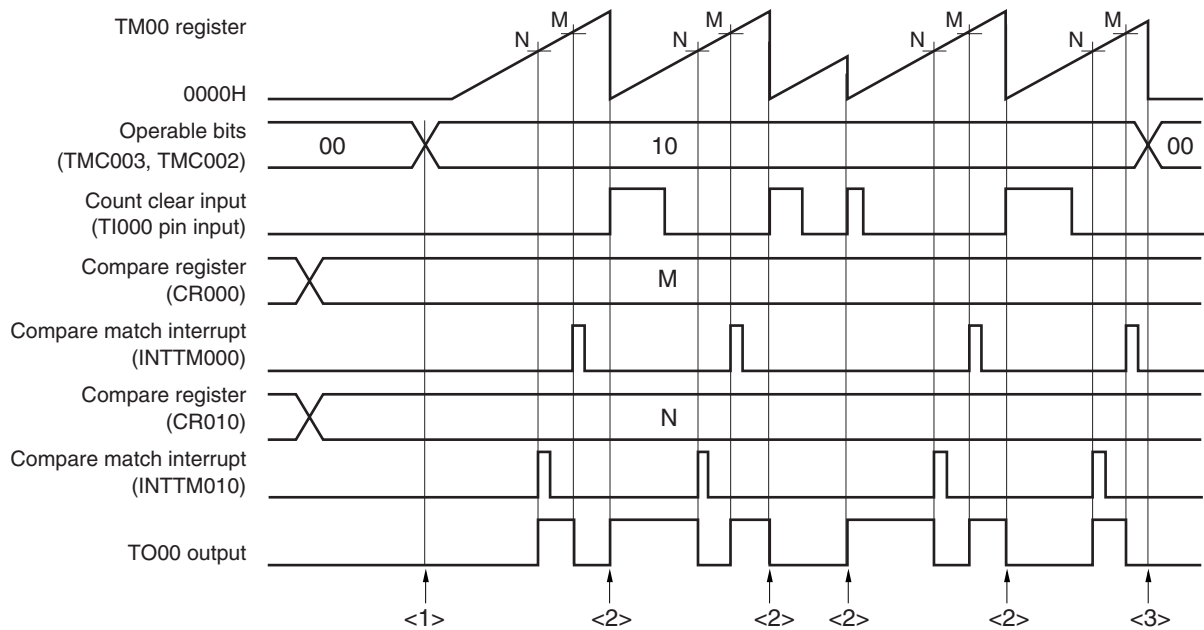 TM00 register
N M N M N M N M
0000H
Operable bits
(TMC003, TMC002)
00 10 00
Count clear input
(TI000 pin input)
Compare register
(CR000)
M
Compare match interrupt
(INTTM000)
Compare register
(CR010)
N
Compare match interrupt
(INTTM010)
TO00 output
<1> <2> <2> <2> <2> <3>